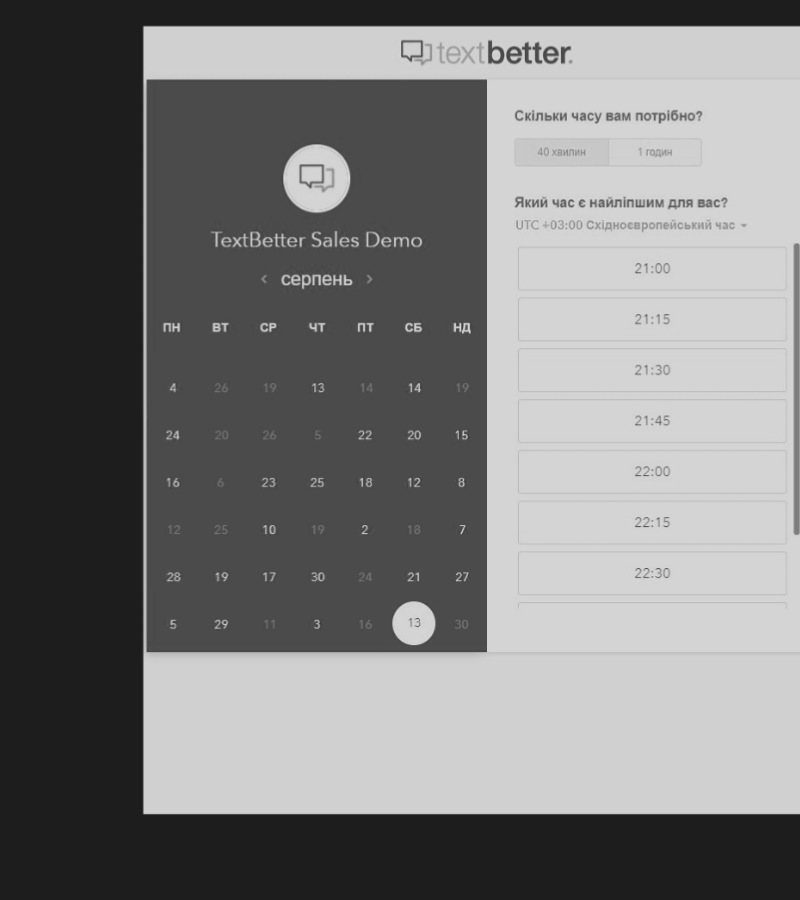 textbetter.
TextBetter Sales Demo
‹ серпень ›
ПН ВТ СР ЧТ ПТ СБ НД
4 26 19 13 14 14 19
24 20 26 5 22 20 15
16 6 23 25 18 12 8
12 25 10 19 2 18 7
28 19 17 30 24 21 27
5 29 11 3 16 13 30
Скільки часу вам потрібно?
40 хвилин 1 годин
Який час є найліпшим для вас?
UTC +03:00 Східноєвропейський час
21:00
21:15
21:30
21:45
22:00
22:15
22:30